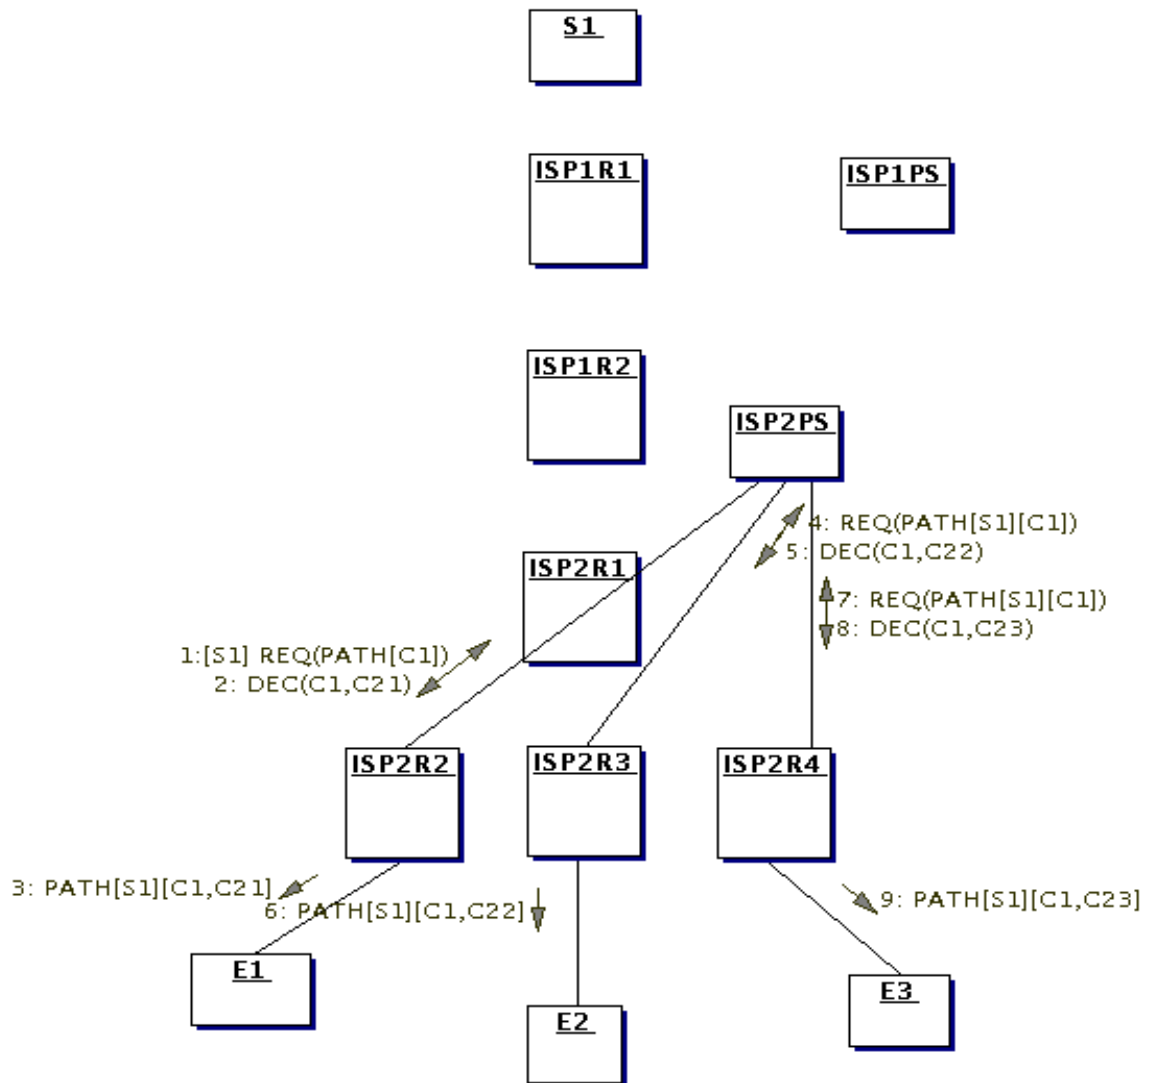 S1
ISP1R1
ISP1PS
ISP1R2
ISP2PS
4: REQ(PATH[S1][C1])
5: DEC(C1,C22)
ISP2R1
7: REQ(PATH[S1][C1])
8: DEC(C1,C23)
1:[S1] REQ(PATH[C1])
2: DEC(C1,C21)
ISP2R2
ISP2R3
ISP2R4
3: PATH[S1][C1,C21]
6: PATH[S1][C1,C22]
9: PATH[S1][C1,C23]
E1
E2
E3